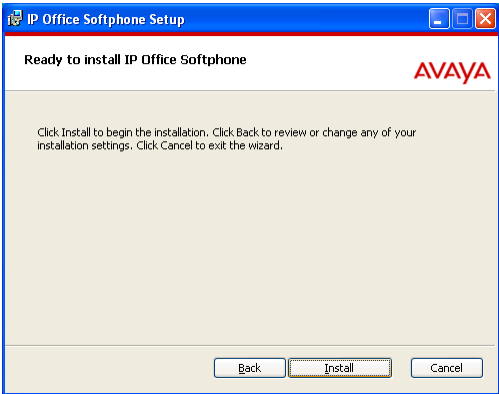 IP Office Softphone Setup
Ready to install IP Office Softphone
AVAYA
Click Install to begin the installation. Click Back to review or change any of your
installation settings. Click Cancel to exit the wizard.
Back
Install
Cancel